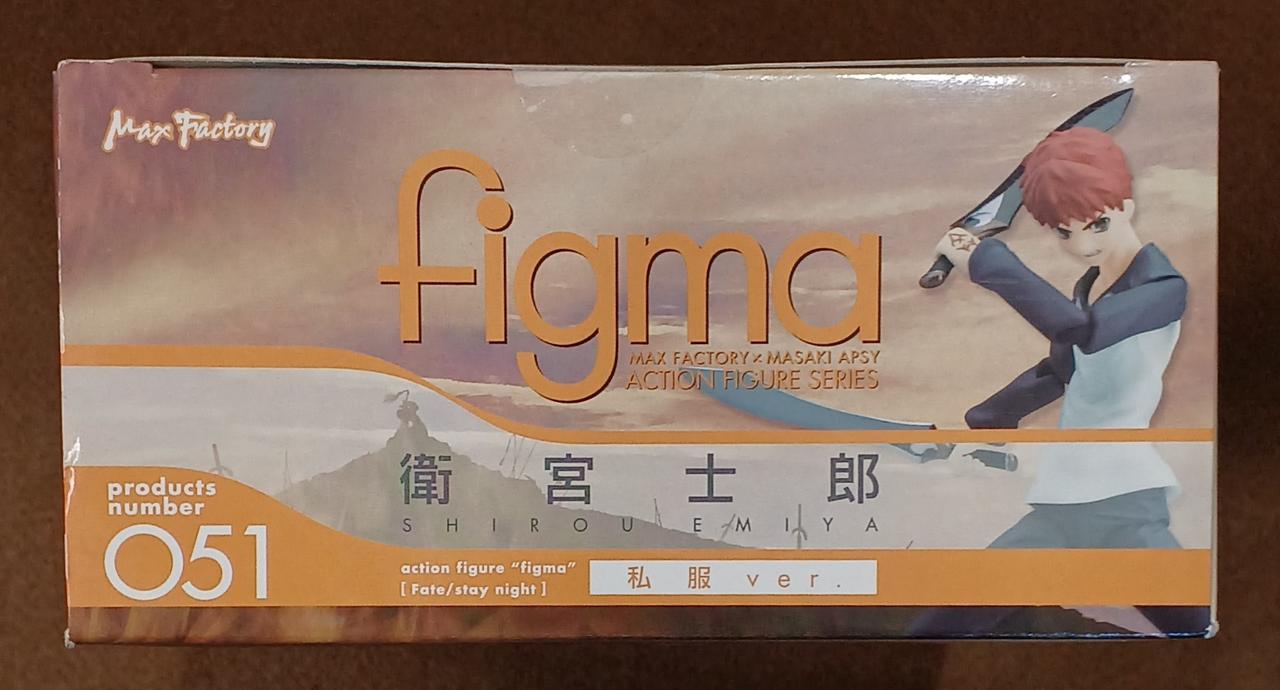 Max Factory
figma
MAX FACTORY×MASAKI APSY
ACTION FIGURE SERIES
衛宮士郎
SHIROU EMIYA
products
number
051
action figure “figma”
[Fate/stay night]
私服 ver.